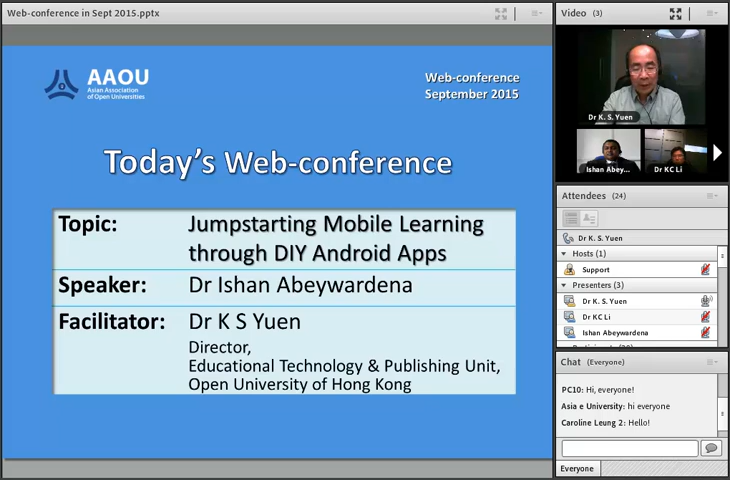 Web-conference in Sept 2015.pptx
AAOU
Asian Association
of Open Universities
Web-conference
September 2015
Today's Web-conference
Topic: Jumpstarting Mobile Learning
through DIY Android Apps
Speaker: Dr Ishan Abeywardena
Facilitator: Dr K S Yuen
Director,
Educational Technology & Publishing Unit,
Open University of Hong Kong
Video (3)
Dr K. S. Yuen
Ishan Abey...
Dr KC Li
Attendees (24)
Dr K. S. Yuen
Hosts (1)
Support
Presenters (3)
Dr K. S. Yuen
Dr KC Li
Ishan Abeywardena
Chat (Everyone)
PC10: Hi, everyone!
Asia e University: hi everyone
Caroline Leung 2: Hello!
Everyone